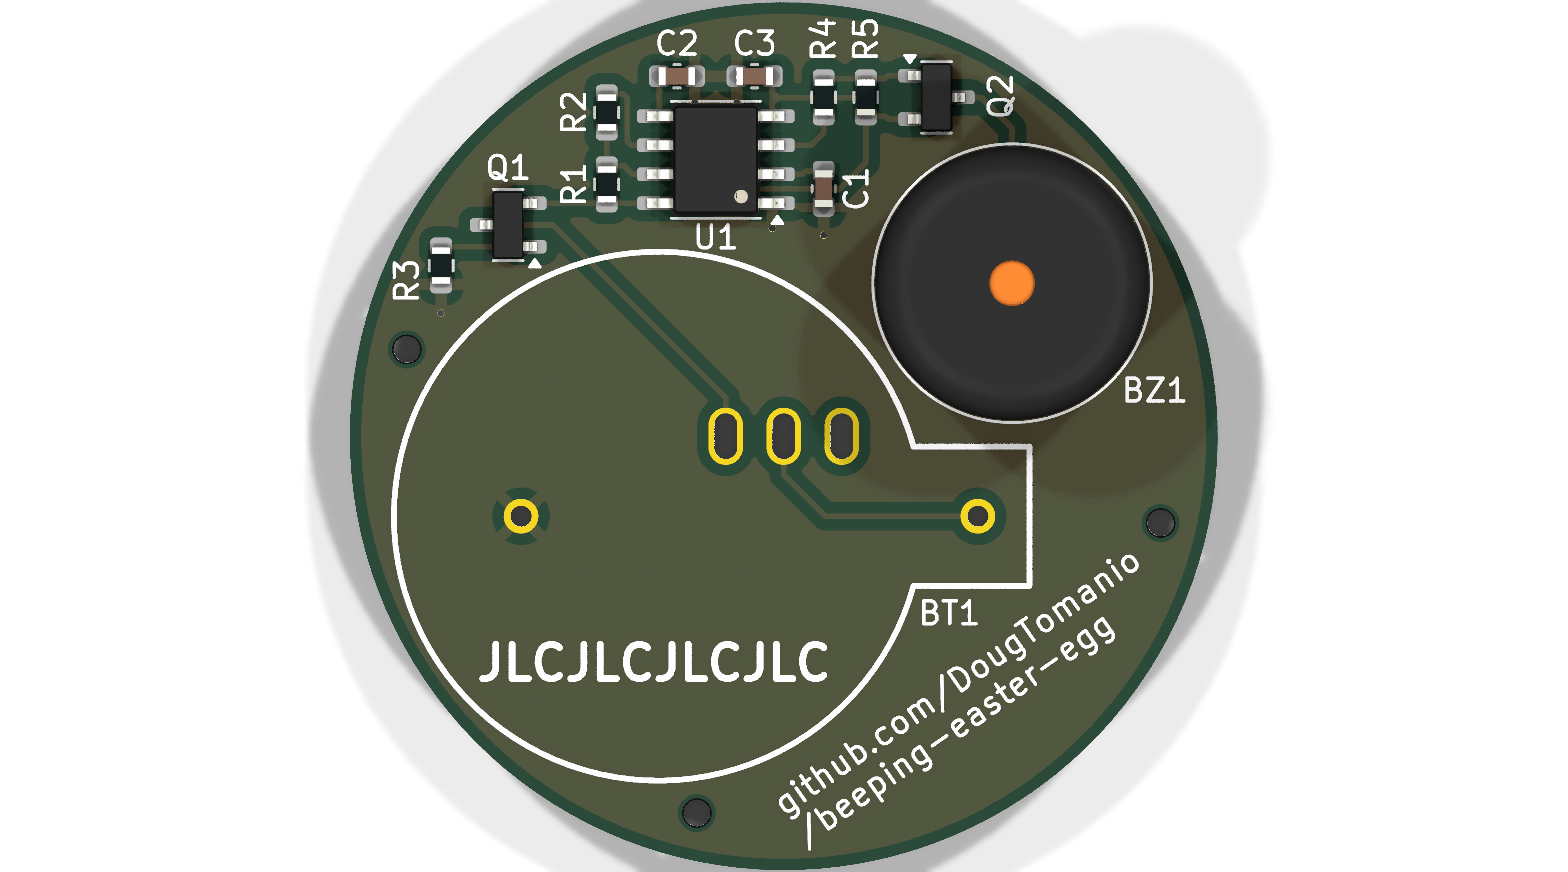 C2
C3
R4
R5
R2
Q2
Q1
R1
C1
U1
R3
BZ1
BT1
JLCJLCJLCJLC
github.com/DougTomanio
/beeping-easter-egg